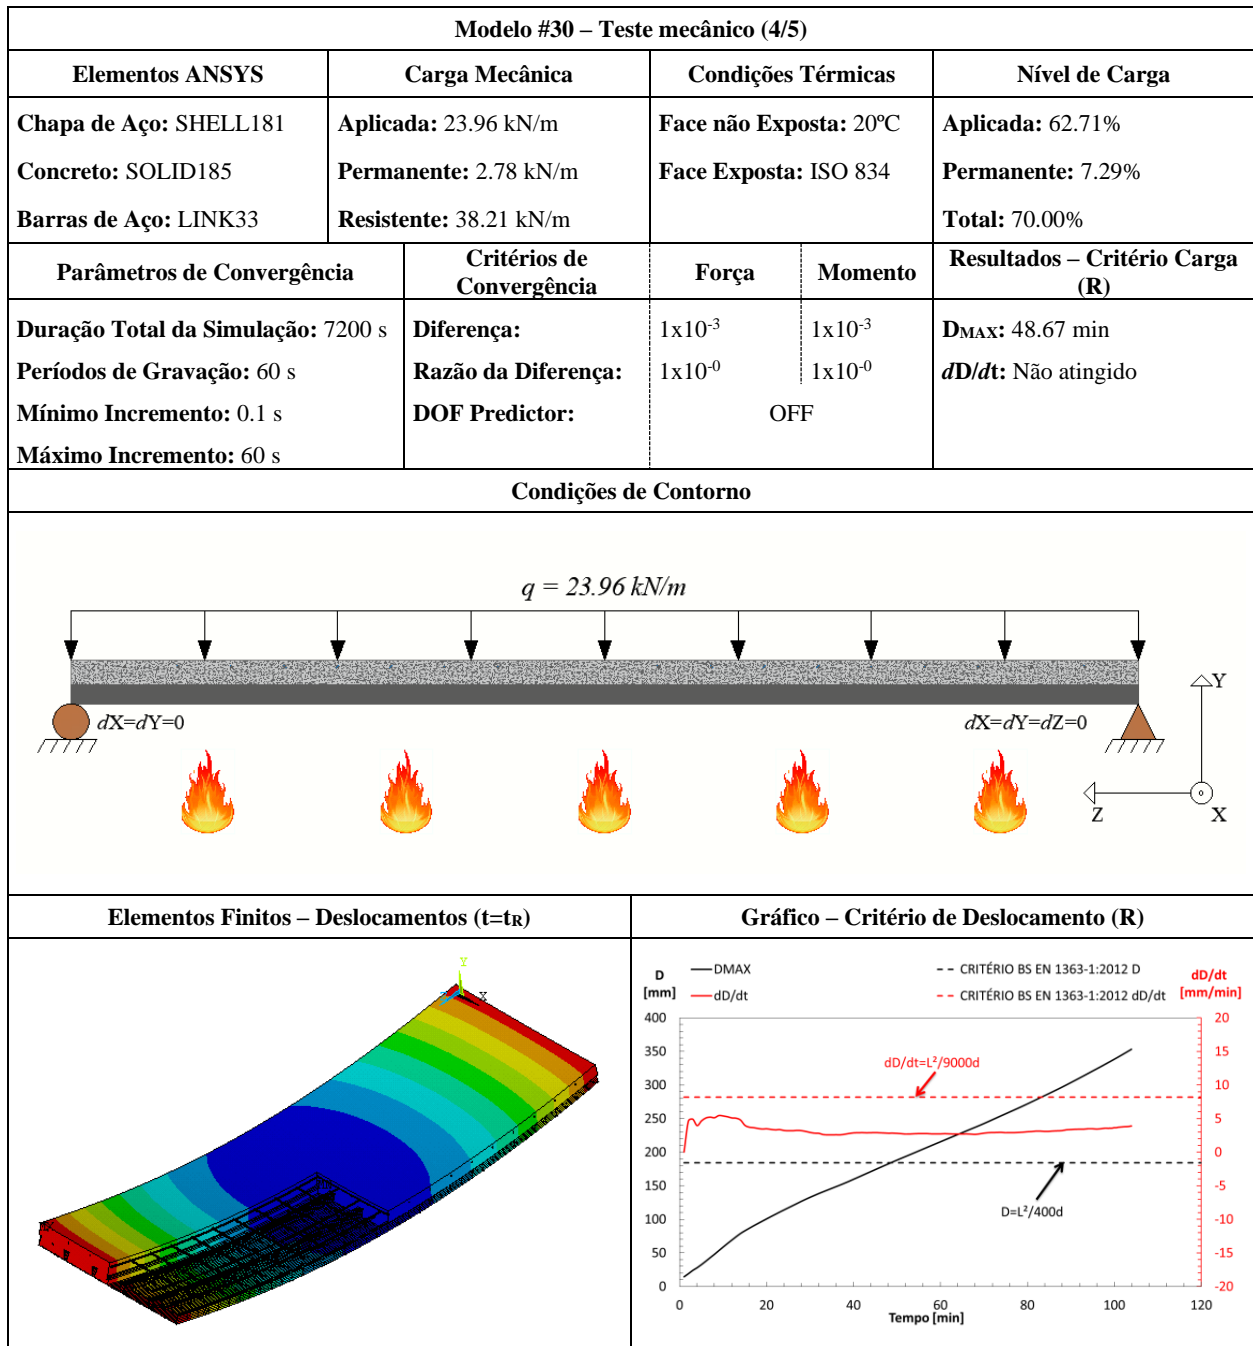 Modelo #30 – Teste mecânico (4/5)
Elementos ANSYS
Carga Mecânica
Condições Térmicas
Nível de Carga
Chapa de Aço: SHELL181
Concreto: SOLID185
Barras de Aço: LINK33
Aplicada: 23.96 kN/m
Permanente: 2.78 kN/m
Resistente: 38.21 kN/m
Face não Exposta: 20ºC
Face Exposta: ISO 834
Aplicada: 62.71%
Permanente: 7.29%
Total: 70.00%
Parâmetros de Convergência
Critérios de
Convergência
Força
Momento
Resultados – Critério Carga
(R)
Duração Total da Simulação: 7200 s
Períodos de Gravação: 60 s
Mínimo Incremento: 0.1 s
Máximo Incremento: 60 s
Diferença: 1x10-3 1x10-3
Razão da Diferença: 1x10-0 1x10-0
DOF Predictor: OFF
DMAX: 48.67 min
dD/dt: Não atingido
Condições de Contorno
q = 23.96 kN/m
dX=dY=0
dX=dY=dZ=0
Y
Z
X
Elementos Finitos – Deslocamentos (t=tR)
Gráfico – Critério de Deslocamento (R)
Y
X
D
[mm]
DMAX
dD/dt
CRITÉRIO BS EN 1363-1:2012 D
CRITÉRIO BS EN 1363-1:2012 dD/dt
dD/dt
[mm/min]
400
350
300
250
200
150
100
50
0
20
15
10
5
0
-5
-10
-15
-20
dD/dt=L²/9000d
D=L²/400d
0 20 40 60 80 100 120
Tempo [min]